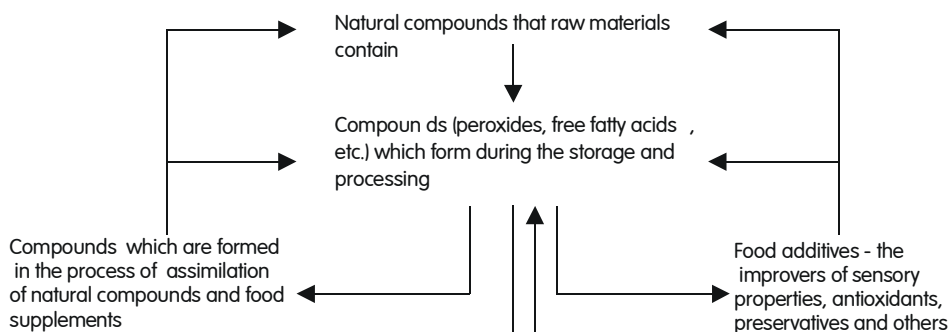 Natural compounds that raw materials
contain
Compoun ds (peroxides, free fatty acids ,
etc.) which form during the storage and
processing
Compounds which are formed
in the process of assimilation
of natural compounds and food
supplements
Food additives - the
improvers of sensory
properties, antioxidants,
preservatives and others